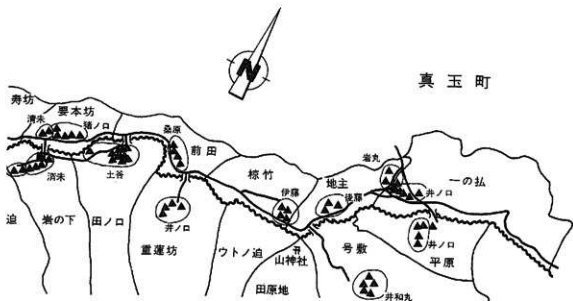 真玉町
N
寿坊
要本坊
清末
猪ノ口
桑原
前田
椋竹
地主
岩丸
一の払
土谷
伊藤
後藤
井ノ口
清末
井ノ口
井ノ口
迫
岩の下
田ノ口
重蓮坊
ウトノ迫
山神社
号敷
平原
田原地
井和丸